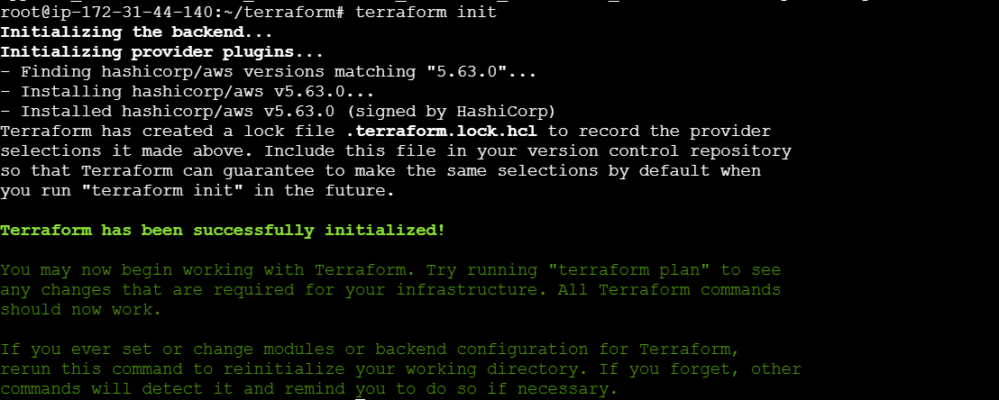 root@ip-172-31-44-140:~/terraform# terraform init
Initializing the backend...
Initializing provider plugins...
- Finding hashicorp/aws versions matching "5.63.0"...
- Installing hashicorp/aws v5.63.0...
- Installed hashicorp/aws v5.63.0 (signed by HashiCorp)
Terraform has created a lock file .terraform.lock.hcl to record the provider
selections it made above. Include this file in your version control repository
so that Terraform can guarantee to make the same selections by default when
you run "terraform init" in the future.
Terraform has been successfully initialized!
You may now begin working with Terraform. Try running "terraform plan" to see
any changes that are required for your infrastructure. All Terraform commands
should now work.
If you ever set or change modules or backend configuration for Terraform,
rerun this command to reinitialize your working directory. If you forget, other
commands will detect it and remind you to do so if necessary.